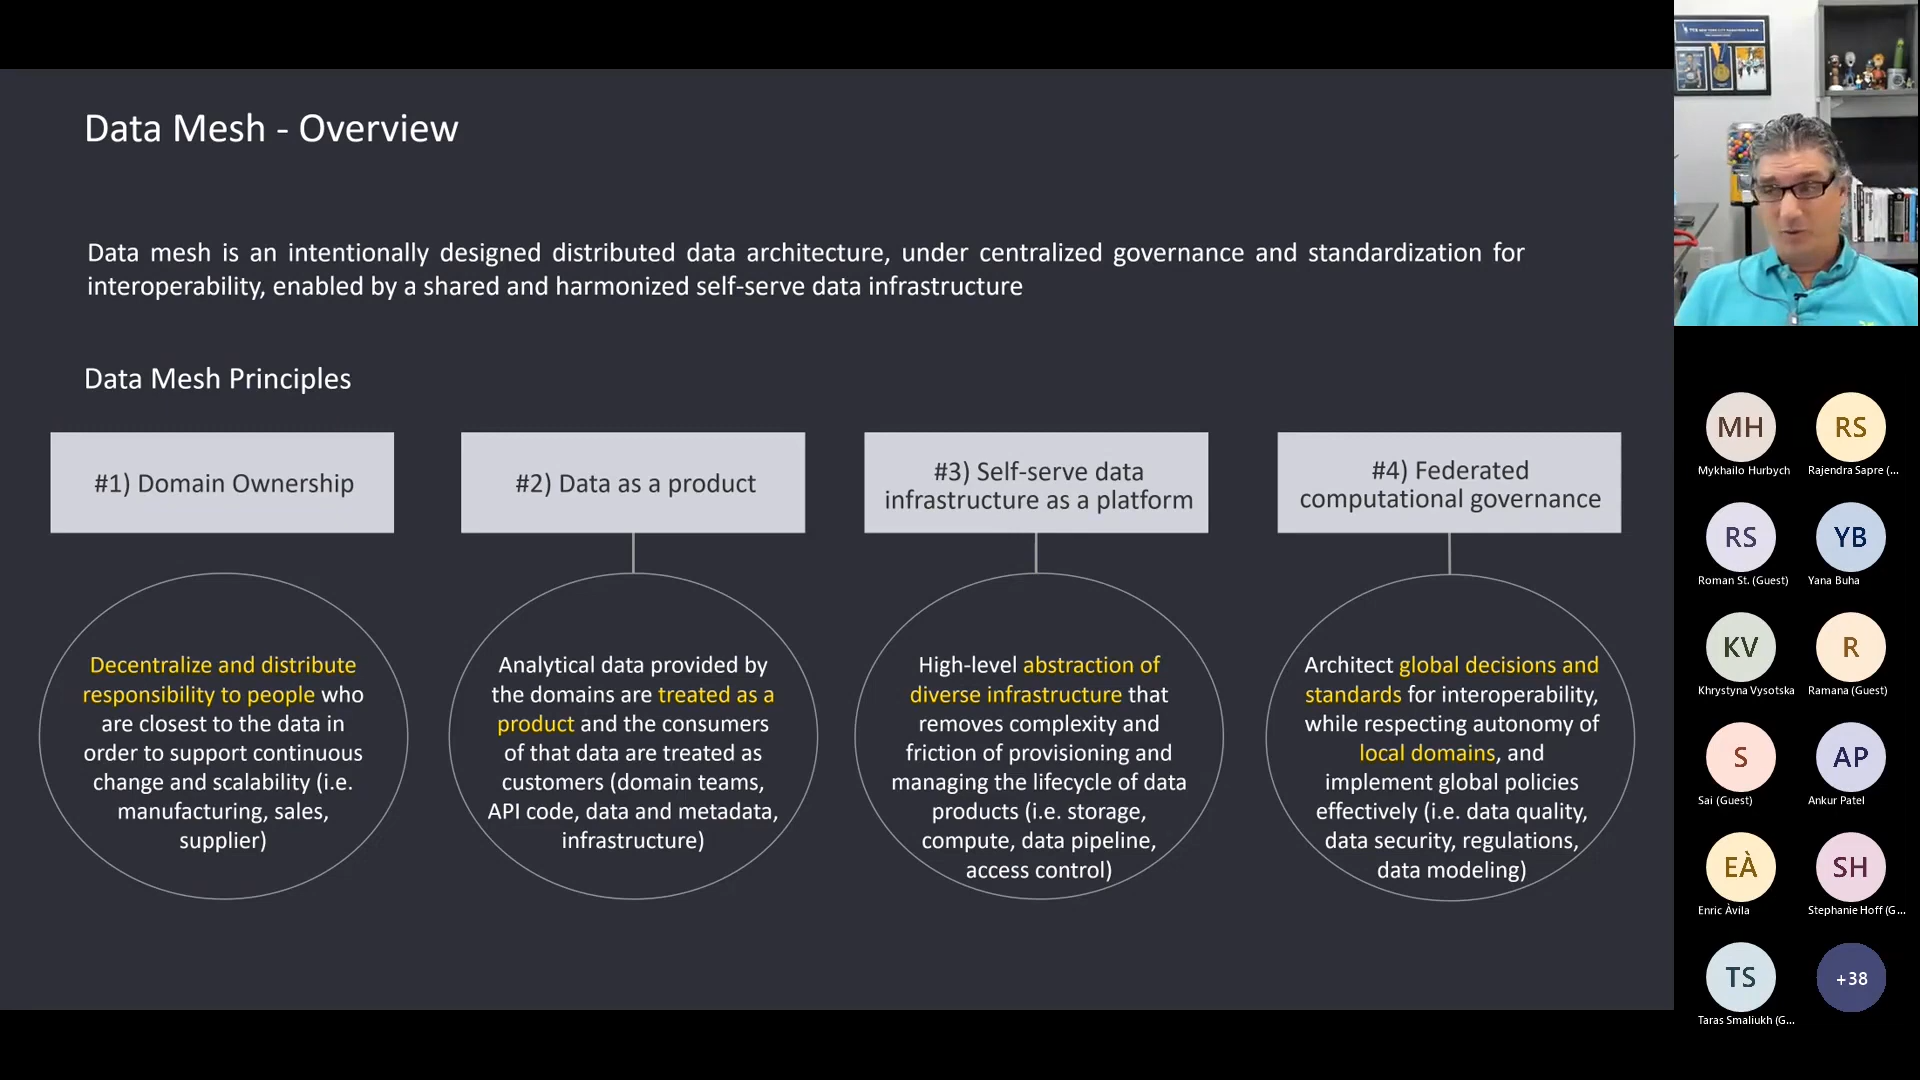 Data Mesh - Overview
Data mesh is an intentionally designed distributed data architecture, under centralized governance and standardization for
interoperability, enabled by a shared and harmonized self-serve data infrastructure
Data Mesh Principles
#1) Domain Ownership
Decentralize and distribute
responsibility to people who
are closest to the data in
order to support continuous
change and scalability (i.e.
manufacturing, sales,
supplier)
#2) Data as a product
Analytical data provided by
the domains are treated as a
product and the consumers
of that data are treated as
customers (domain teams,
API code, data and metadata,
infrastructure)
#3) Self-serve data
infrastructure as a platform
High-level abstraction of
diverse infrastructure that
removes complexity and
friction of provisioning and
managing the lifecycle of data
products (i.e. storage,
compute, data pipeline,
access control)
#4) Federated
computational governance
Architect global decisions and
standards for interoperability,
while respecting autonomy of
local domains, and
implement global policies
effectively (i.e. data quality,
data security, regulations,
data modeling)
MH
Mykhailo Hurbych
RS
Rajendra Sapre (...
RS
Roman St. (Guest)
YB
Yana Buha
KV
Khrystyna Vysotska
R
Ramana (Guest)
S
Sai (Guest)
AP
Ankur Patel
EÀ
Enric Àvila
SH
Stephanie Hoff (G...
TS
Taras Smaliukh (G...
+38